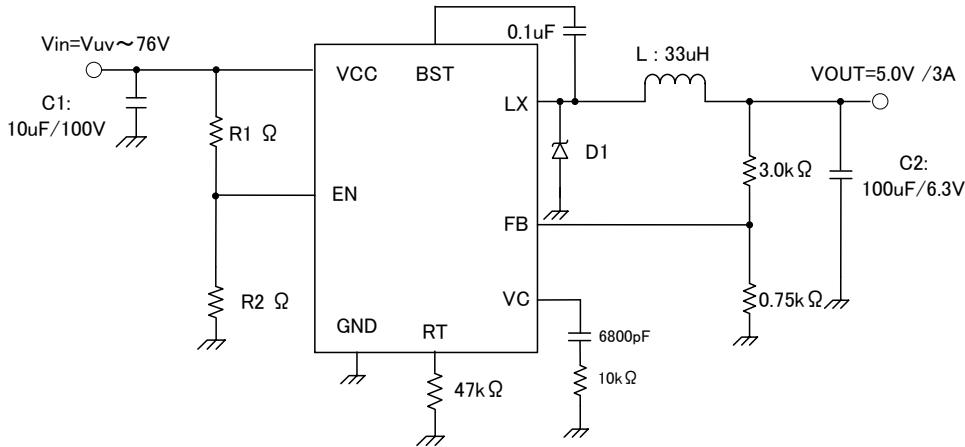 Vin=Vuv～76V
C1:
10uF/100V
R1 Ω
R2 Ω
VCC
BST
LX
EN
FB
VC
GND
RT
0.1uF
L : 33uH
VOUT=5.0V /3A
D1
3.0kΩ
C2:
100uF/6.3V
0.75kΩ
6800pF
10kΩ
47kΩ